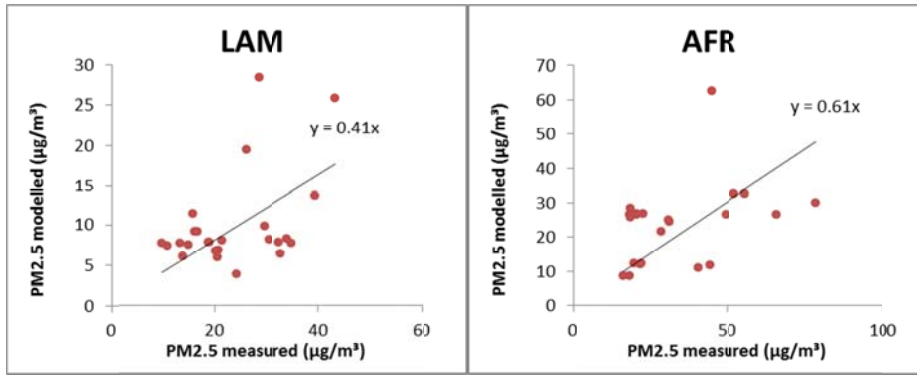 LAM
30
25
20
15
10
5
0
y = 0.41x
PM2.5 modelled (µg/m³)
0 20 40 60
PM2.5 measured (µg/m³)
AFR
70
60
50
40
30
20
10
0
y = 0.61x
PM2.5 modelled (µg/m³)
0 50 100
PM2.5 measured (µg/m³)